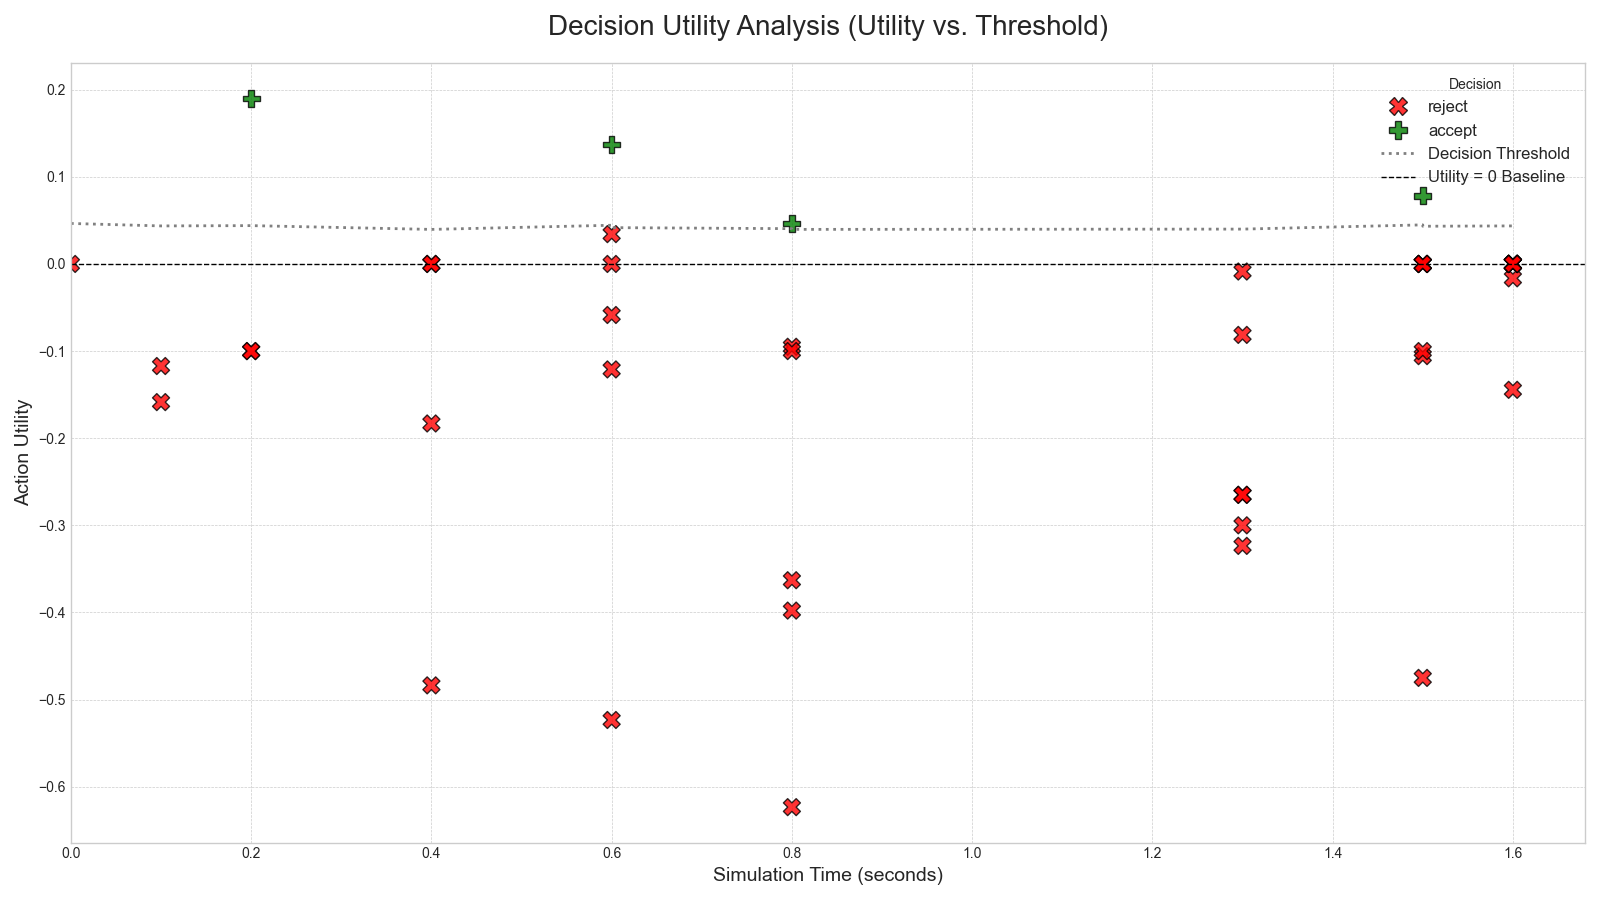 Decision Utility Analysis (Utility vs. Threshold)
Decision
reject
accept
Decision Threshold
Utility = 0 Baseline
Action Utility
0.2
0.1
0.0
−0.1
−0.2
−0.3
−0.4
−0.5
−0.6
0.0 0.2 0.4 0.6 0.8 1.0 1.2 1.4 1.6
Simulation Time (seconds)